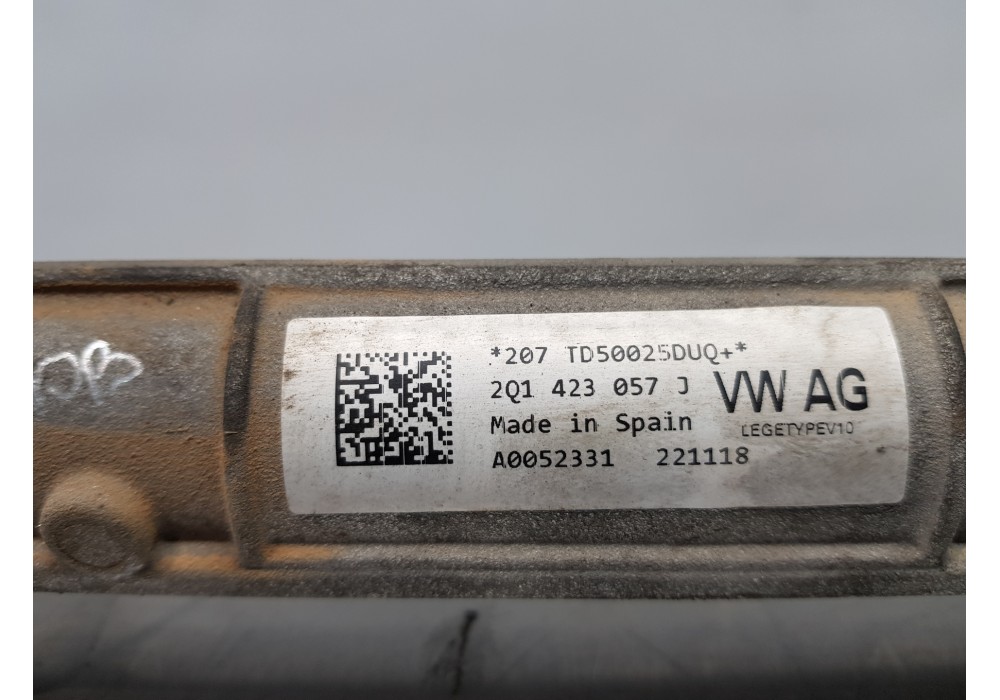 *207 TD50025DUQ+*
2Q1 423 057 J
VW AG
Made in Spain
LEGETYPEV10
A0052331 221118